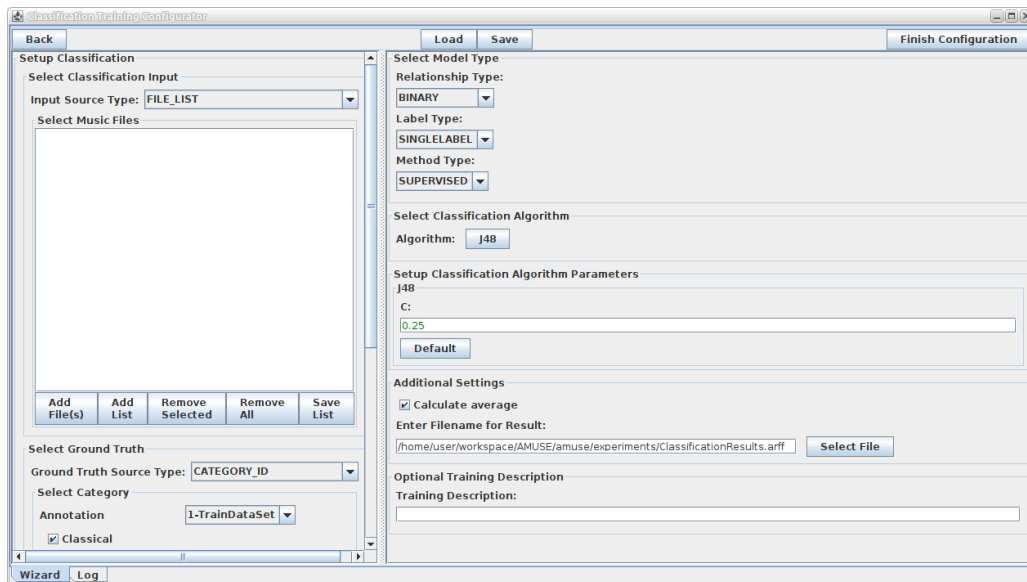 Classification Training Configurator
Back
Load
Save
Finish Configuration
Setup Classification
Select Classification Input
Input Source Type: FILE_LIST
Select Music Files
Add File(s)
Add List
Remove Selected
Remove All
Save List
Select Ground Truth
Ground Truth Source Type: CATEGORY_ID
Select Category
Annotation 1-TrainDataSet
Classical
Select Model Type
Relationship Type:
BINARY
Label Type:
SINGLELABEL
Method Type:
SUPERVISED
Select Classification Algorithm
Algorithm: J48
Setup Classification Algorithm Parameters
J48
C:
0.25
Default
Additional Settings
Calculate average
Enter Filename for Result:
/home/user/workspace/AMUSE/amuse/experiments/ClassificationResults.arff Select File
Optional Training Description
Training Description:
Wizard
Log